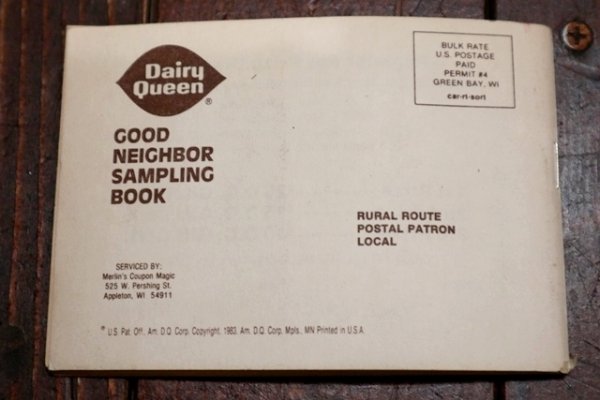 Dairy
Queen®
BULK RATE
U.S. POSTAGE
PAID
PERMIT #4
GREEN BAY, WI
car-rt-sort
GOOD
NEIGHBOR
SAMPLING
BOOK
RURAL ROUTE
POSTAL PATRON
LOCAL
SERVICED BY:
Merlin's Coupon Magic
525 W. Pershing St.
Appleton, WI 54911
® U.S. Pat. Off., Am. D.Q. Corp. Copyright, 1983, Am. D.Q. Corp. Mpls., MN Printed in U.S.A.